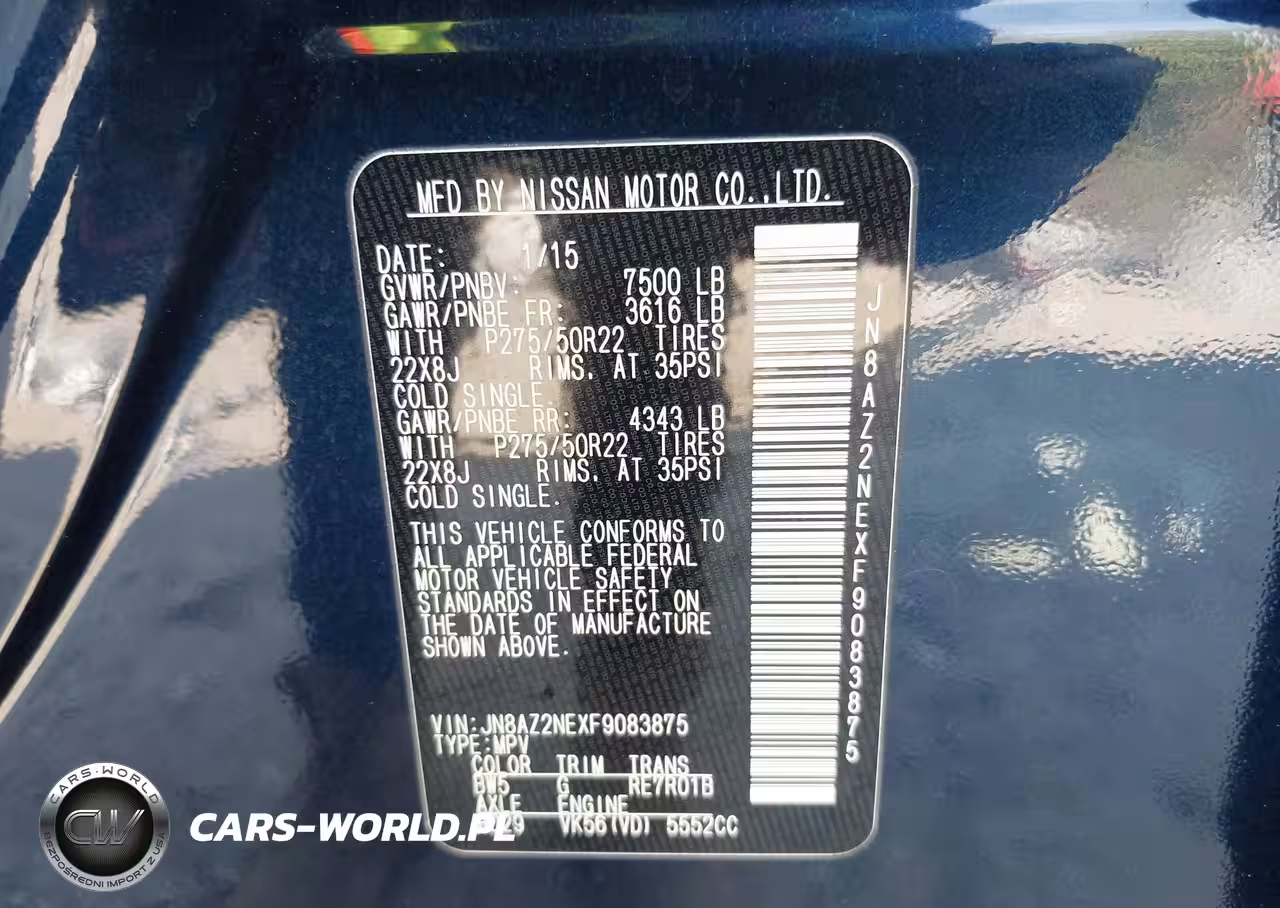 MFD BY NISSAN MOTOR CO.,LTD.
DATE: 1/15
GVWR/PNBV: 7500 LB
GAWR/PNBE FR: 3616 LB
WITH P275/50R22 TIRES
22X8J RIMS, AT 35PSI
COLD SINGLE.
GAWR/PNBE RR: 4343 LB
WITH P275/50R22 TIRES
22X8J RIMS, AT 35PSI
COLD SINGLE.
THIS VEHICLE CONFORMS TO
ALL APPLICABLE FEDERAL
MOTOR VEHICLE SAFETY
STANDARDS IN EFFECT ON
THE DATE OF MANUFACTURE
SHOWN ABOVE.
VIN:JN8AZ2NEXF9083875
TYPE:MPV
COLOR TRIM TRANS
BW5 G RE7R01B
AXLE ENGINE
VK56(VD) 5552CC
JN8AZ2NEXF9083875
CARS-WORLD
CW
BEZPOŚREDNI IMPORT Z USA
CARS-WORLD.PL